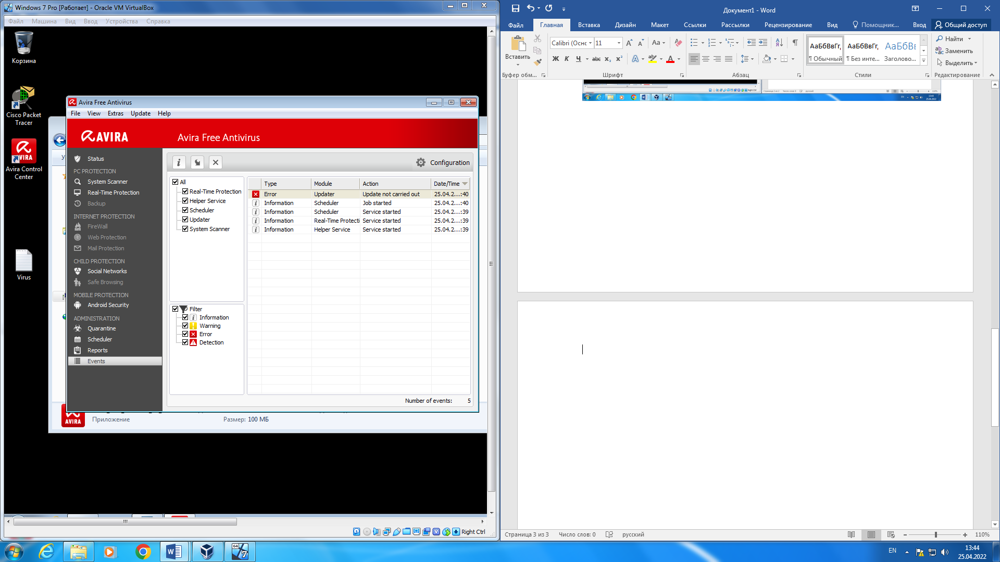 Windows 7 Pro [Работает] - Oracle VM VirtualBox
Файл Машина Вид Ввод Устройства Справка
Корзина
Cisco Packet
Tracer
AVIRA
Avira Control
Center
Virus
Avira Free Antivirus
File View Extras Update Help
AVIRA
Avira Free Antivirus
Status
PC PROTECTION
System Scanner
Real-Time Protection
Backup
INTERNET PROTECTION
FireWall
Web Protection
Mail Protection
CHILD PROTECTION
Social Networks
Safe Browsing
MOBILE PROTECTION
Android Security
ADMINISTRATION
Quarantine
Scheduler
Reports
Events
Configuration
All
Real-Time Protection
Helper Service
Scheduler
Updater
System Scanner
Filter
Information
Warning
Error
Detection
Type Module Action Date/Time
Error Updater Update not carried out 25.04.2...:40
Information Scheduler Job started 25.04.2...:40
Information Scheduler Service started 25.04.2...:39
Information Real-Time Protecti Service started 25.04.2...:39
Information Helper Service Service started 25.04.2...:39
Number of events: 5
AVIRA
Приложение Размер: 100 МБ
Right Ctrl
Документ1 - Word
Файл Главная Вставка Дизайн Макет Ссылки Рассылки Рецензирование Вид Помощник... Вход Общий доступ
Вставить
Calibri (Оснс 11
Aa
Ж К Ч abc x₂ x²
АаБбВвГг, АаБбВвГг, АаБбВі
¶ Обычный ¶ Без инте... Заголово...
Найти
Заменить
Выделить
Буфер обм... Шрифт Абзац Стили Редактирование
Страница 3 из 3 Число слов: 0 русский 110%
EN
13:44
25.04.2022